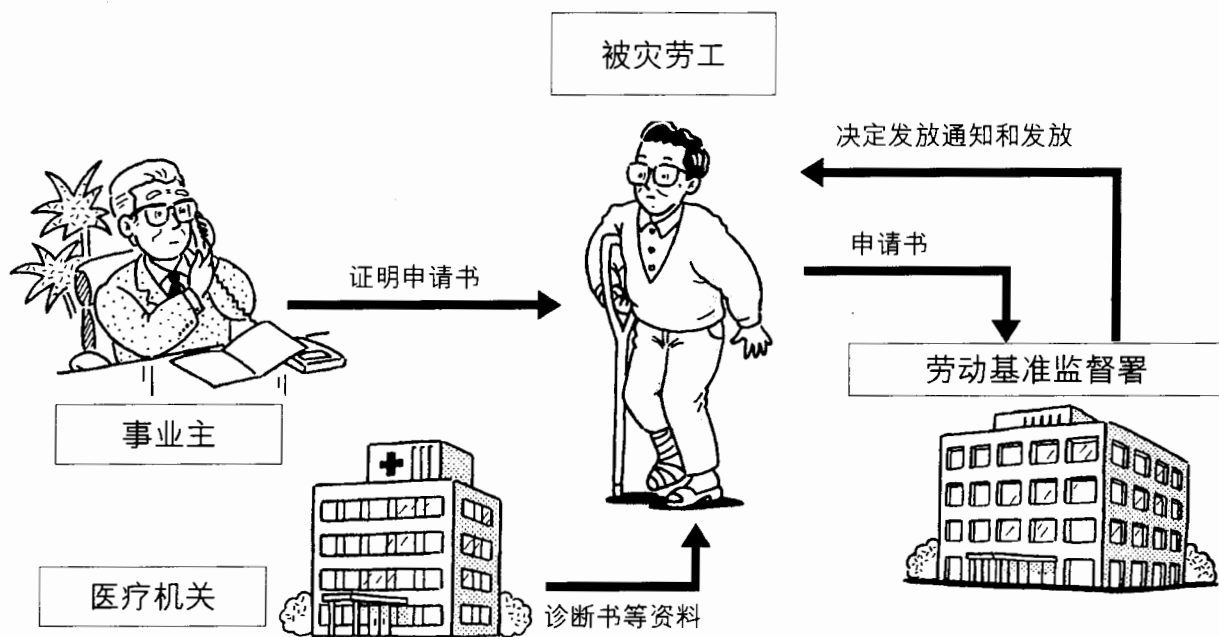 被灾劳工
决定发放通知和发放
申请书
证明申请书
劳动基准监督署
事业主
医疗机关
诊断书等资料